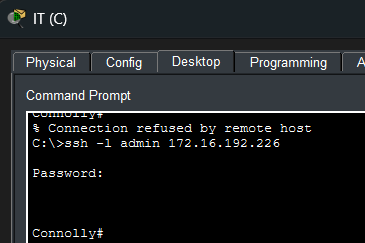 IT (C)
Physical Config Desktop Programming
Command Prompt
Connolly#
% Connection refused by remote host
C:\>ssh -l admin 172.16.192.226
Password:
Connolly#